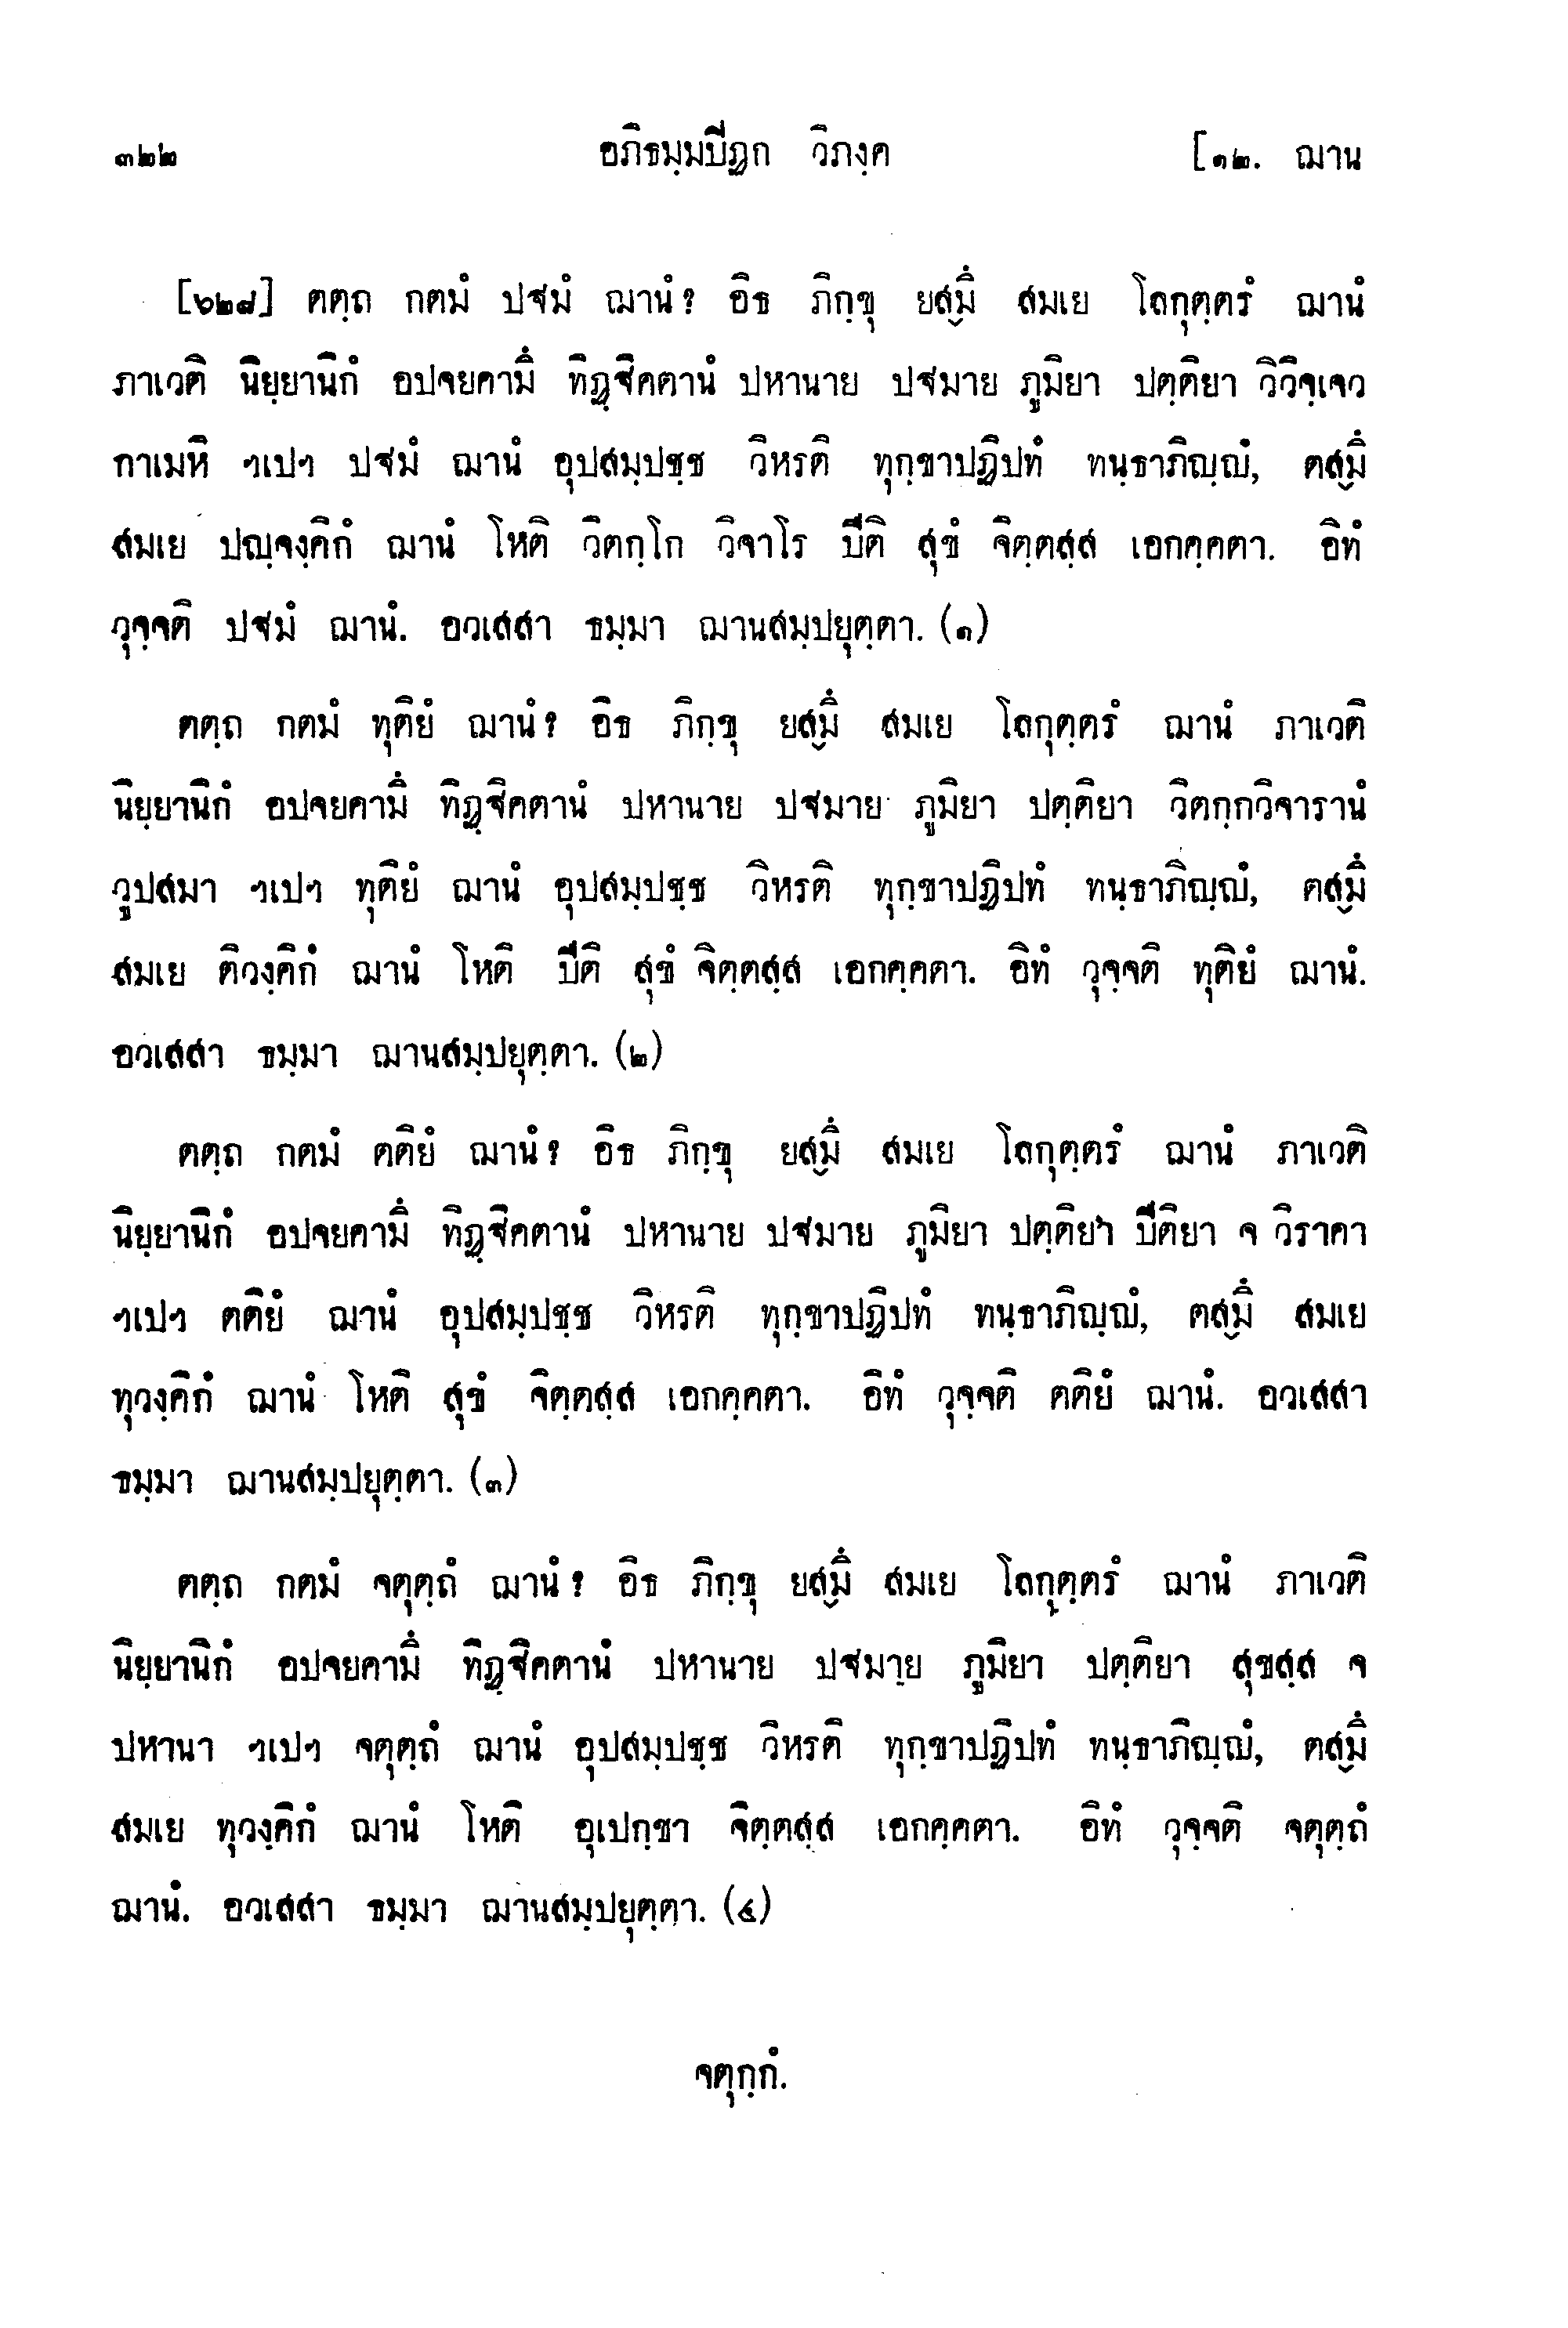 ๓๒๒ อภิธมฺมปีฏก วิภงฺค [๑๒. ฌาน
[๖๒๘] ตตฺถ กตมํ ปฐมํ ฌานํ? อิธ ภิกฺขุ ยสฺมึ สมเย โลกุตฺตรํ ฌานํ
ภาเวติ นิยฺยานิกํ อปจยคามึ ทิฏฺฐิคตานํ ปหานาย ปฐมาย ภูมิยา ปตฺติยา วิวิจฺเจว
กาเมหิ ฯเปฯ ปฐมํ ฌานํ อุปสมฺปชฺช วิหรติ ทุกฺขาปฏิปทํ ทนฺธาภิญฺญํ, ตสฺมึ
สมเย ปญฺจงฺคิกํ ฌานํ โหติ วิตกฺโก วิจาโร ปีติ สุขํ จิตฺตสฺส เอกคฺคตา. อิทํ
วุจฺจติ ปฐมํ ฌานํ. อวเสสา ธมฺมา ฌานสมฺปยุตฺตา. (๑)
ตตฺถ กตมํ ทุติยํ ฌานํ? อิธ ภิกฺขุ ยสฺมึ สมเย โลกุตฺตรํ ฌานํ ภาเวติ
นิยฺยานิกํ อปจยคามึ ทิฏฺฐิคตานํ ปหานาย ปฐมาย ภูมิยา ปตฺติยา วิตกฺกวิจารานํ
วูปสมา ฯเปฯ ทุติยํ ฌานํ อุปสมฺปชฺช วิหรติ ทุกฺขาปฏิปทํ ทนฺธาภิญฺญํ, ตสฺมึ
สมเย ติวงฺคิกํ ฌานํ โหติ ปีติ สุขํ จิตฺตสฺส เอกคฺคตา. อิทํ วุจฺจติ ทุติยํ ฌานํ.
อวเสสา ธมฺมา ฌานสมฺปยุตฺตา. (๒)
ตตฺถ กตมํ ตติยํ ฌานํ? อิธ ภิกฺขุ ยสฺมึ สมเย โลกุตฺตรํ ฌานํ ภาเวติ
นิยฺยานิกํ อปจยคามึ ทิฏฺฐิคตานํ ปหานาย ปฐมาย ภูมิยา ปตฺติยา ปีติยา จ วิราคา
ฯเปฯ ตติยํ ฌานํ อุปสมฺปชฺช วิหรติ ทุกฺขาปฏิปทํ ทนฺธาภิญฺญํ, ตสฺมึ สมเย
ทุวงฺคิกํ ฌานํ โหติ สุขํ จิตฺตสฺส เอกคฺคตา. อิทํ วุจฺจติ ตติยํ ฌานํ. อวเสสา
ธมฺมา ฌานสมฺปยุตฺตา. (๓)
ตตฺถ กตมํ จตุตฺถํ ฌานํ? อิธ ภิกฺขุ ยสฺมึ สมเย โลกุตฺตรํ ฌานํ ภาเวติ
นิยฺยานิกํ อปจยคามึ ทิฏฺฐิคตานํ ปหานาย ปฐมาย ภูมิยา ปตฺติยา สุขสฺส จ
ปหานา ฯเปฯ จตุตฺถํ ฌานํ อุปสมฺปชฺช วิหรติ ทุกฺขาปฏิปทํ ทนฺธาภิญฺญํ, ตสฺมึ
สมเย ทุวงฺคิกํ ฌานํ โหติ อุเปกฺขา จิตฺตสฺส เอกคฺคตา. อิทํ วุจฺจติ จตุตฺถํ
ฌานํ. อวเสสา ธมฺมา ฌานสมฺปยุตฺตา. (๔)
จตุกฺกํ.